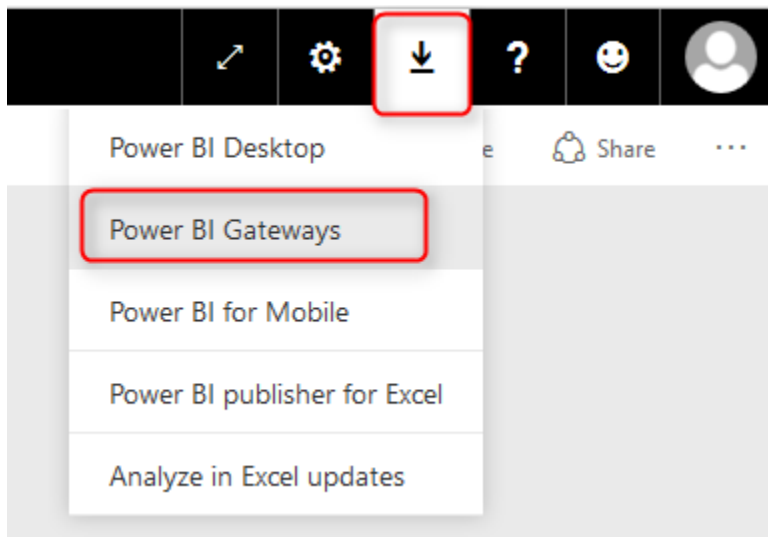 ?
Power BI Desktop
e
Share
...
Power BI Gateways
Power BI for Mobile
Power BI publisher for Excel
Analyze in Excel updates